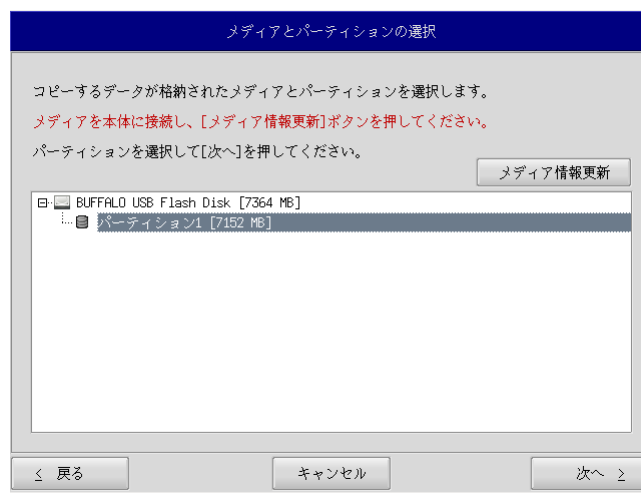 メディアとパーティションの選択
コピーするデータが格納されたメディアとパーティションを選択します。
メディアを本体に接続し、[メディア情報更新]ボタンを押してください。
パーティションを選択して[次へ]を押してください。
メディア情報更新
BUFFALO USB Flash Disk [7364 MB]
パーティション1 [7152 MB]
≤ 戻る
キャンセル
次へ ≥